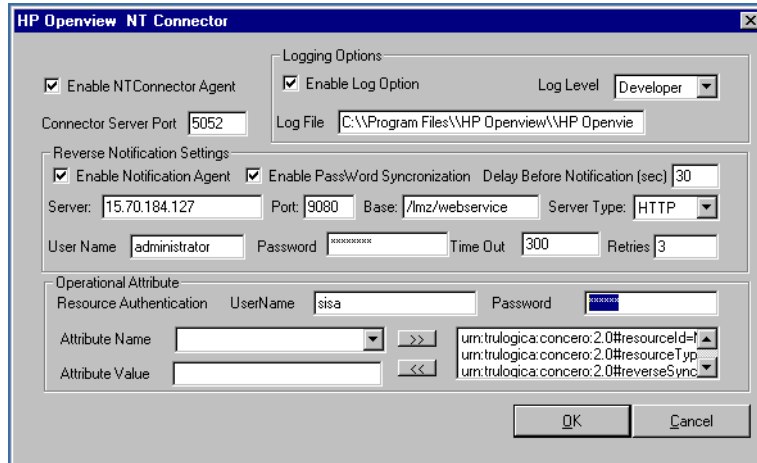 HP Openview NT Connector
Logging Options
Enable NTConnector Agent
Enable Log Option
Log Level
Developer
Connector Server Port 5052
Log File C:\\Program Files\\HP Openview\\HP Openvie
Reverse Notification Settings
Enable Notification Agent Enable PassWord Syncronization Delay Before Notification (sec) 30
Server: 15.70.184.127 Port: 9080 Base: /lmz/webservice Server Type: HTTP
User Name administrator Password ******** Time Out 300 Retries 3
Operational Attribute
Resource Authentication UserName sisa Password ******
Attribute Name >> urn:trulogica:concero:2.0#resourceId=
urn:trulogica:concero:2.0#resourceTyp
Attribute Value << urn:trulogica:concero:2.0#reverseSync
OK Cancel